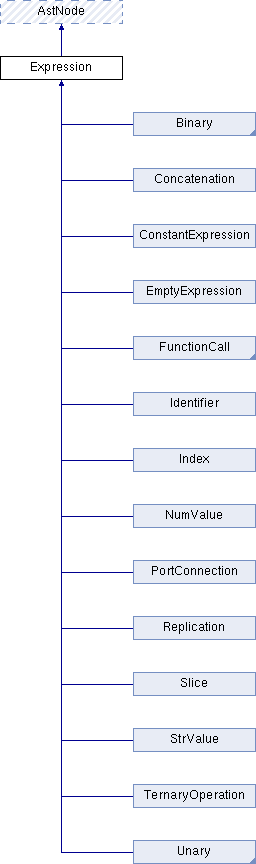 AstNode
Expression
Binary
Concatenation
ConstantExpression
EmptyExpression
FunctionCall
Identifier
Index
NumValue
PortConnection
Replication
Slice
StrValue
TernaryOperation
Unary